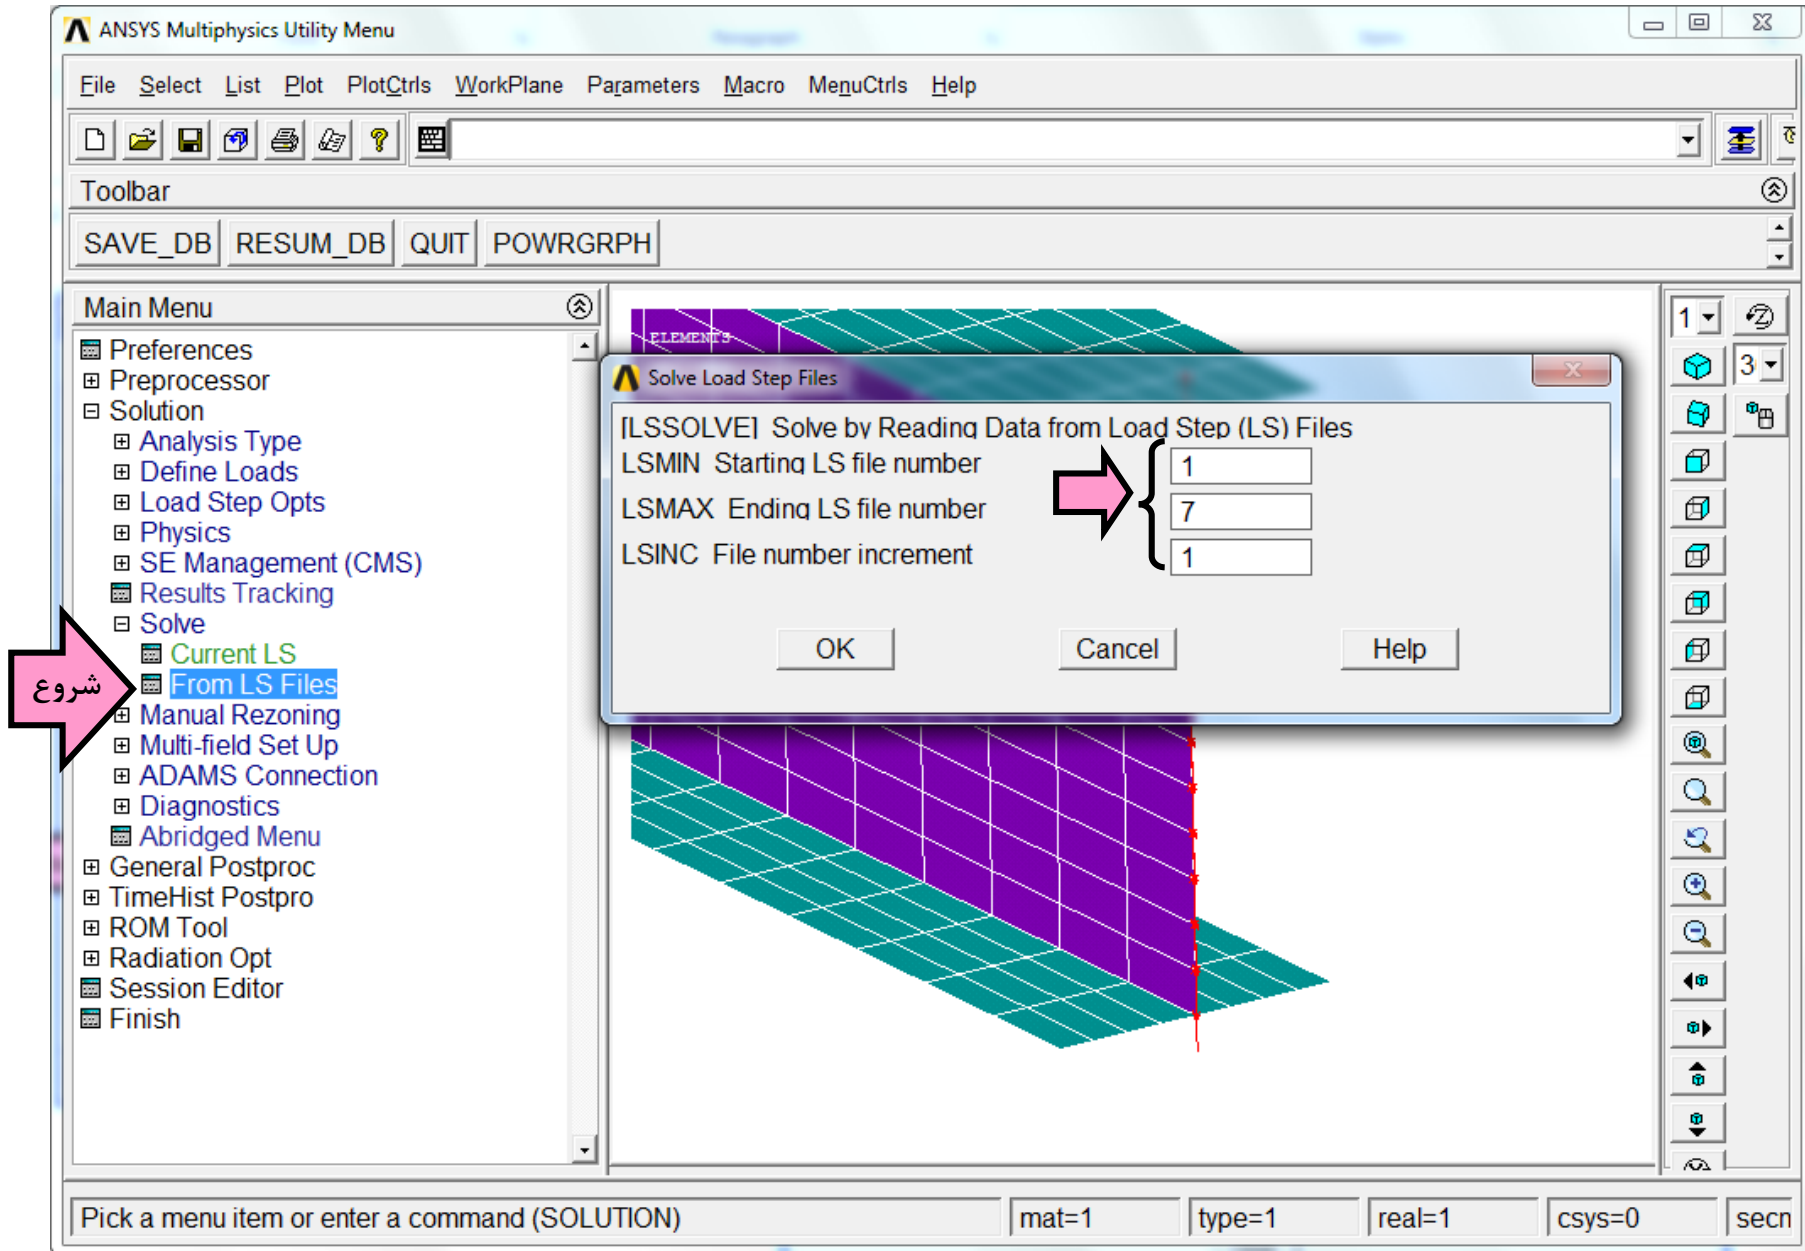 ANSYS Multiphysics Utility Menu
File Select List Plot PlotCtrls WorkPlane Parameters Macro MenuCtrls Help
Toolbar
SAVE_DB RESUM_DB QUIT POWRGRPH
Main Menu
Preferences
Preprocessor
Solution
Analysis Type
Define Loads
Load Step Opts
Physics
SE Management (CMS)
Results Tracking
Solve
Current LS
From LS Files
شروع
Manual Rezoning
Multi-field Set Up
ADAMS Connection
Diagnostics
Abridged Menu
General Postproc
TimeHist Postpro
ROM Tool
Radiation Opt
Session Editor
Finish
ELEMENTS
Solve Load Step Files
[LSSOLVE] Solve by Reading Data from Load Step (LS) Files
LSMIN Starting LS file number 1
LSMAX Ending LS file number 7
LSINC File number increment 1
OK Cancel Help
1
3
Pick a menu item or enter a command (SOLUTION) mat=1 type=1 real=1 csys=0 secn